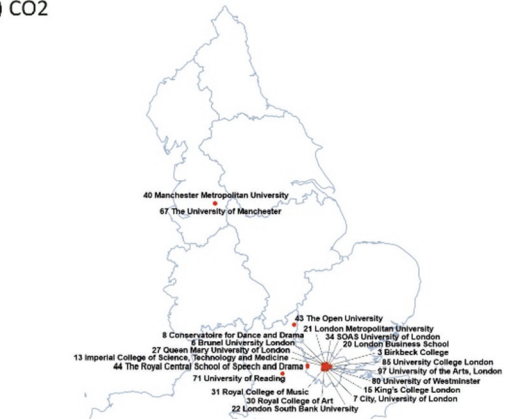 ) CO2
40 Manchester Metropolitan University
67 The University of Manchester
43 The Open University
21 London Metropolitan University
8 Conservatoire for Dance and Drama
34 SOAS University of London
6 Brunel University London
20 London Business School
27 Queen Mary University of London
3 Birkbeck College
13 Imperial College of Science, Technology and Medicine
85 University College London
44 The Royal Central School of Speech and Drama
97 University of the Arts, London
71 University of Reading
80 University of Westminster
15 King's College London
31 Royal College of Music
7 City, University of London
30 Royal College of Art
22 London South Bank University